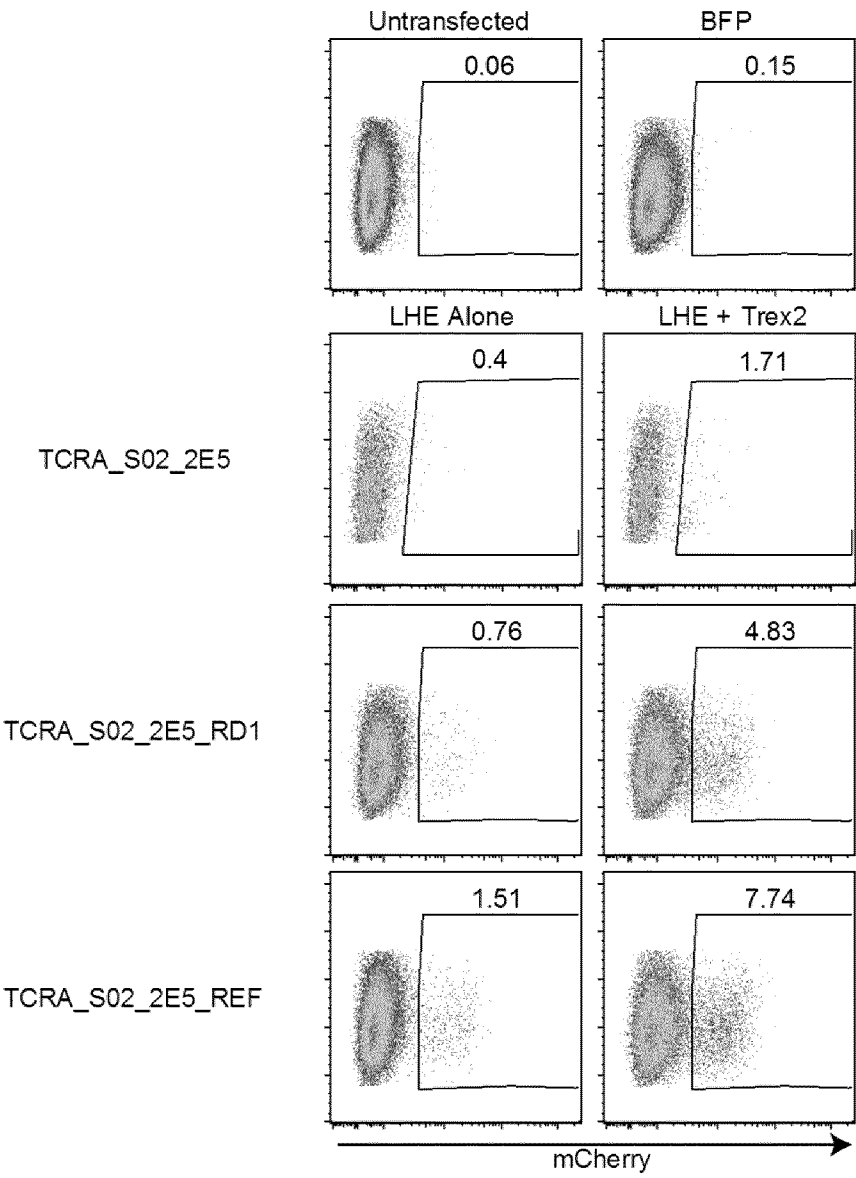 Untransfected BFP
0.06 0.15
LHE Alone LHE + Trex2
0.4 1.71
TCRA_S02_2E5
0.76 4.83
TCRA_S02_2E5_RD1
1.51 7.74
TCRA_S02_2E5_REF
mCherry